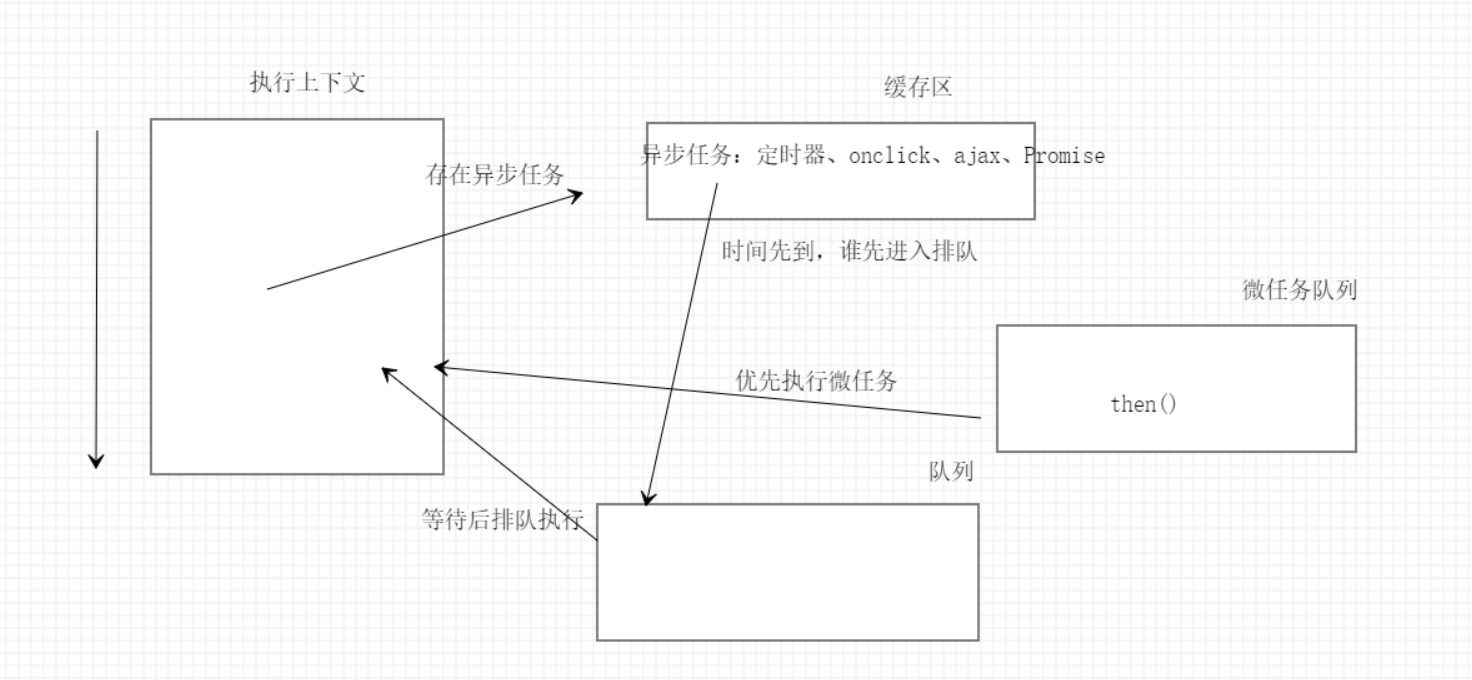 执行上下文
缓存区
异步任务：定时器、onclick、ajax、Promise
存在异步任务
时间先到，谁先进入排队
微任务队列
优先执行微任务
then()
队列
等待后排队执行